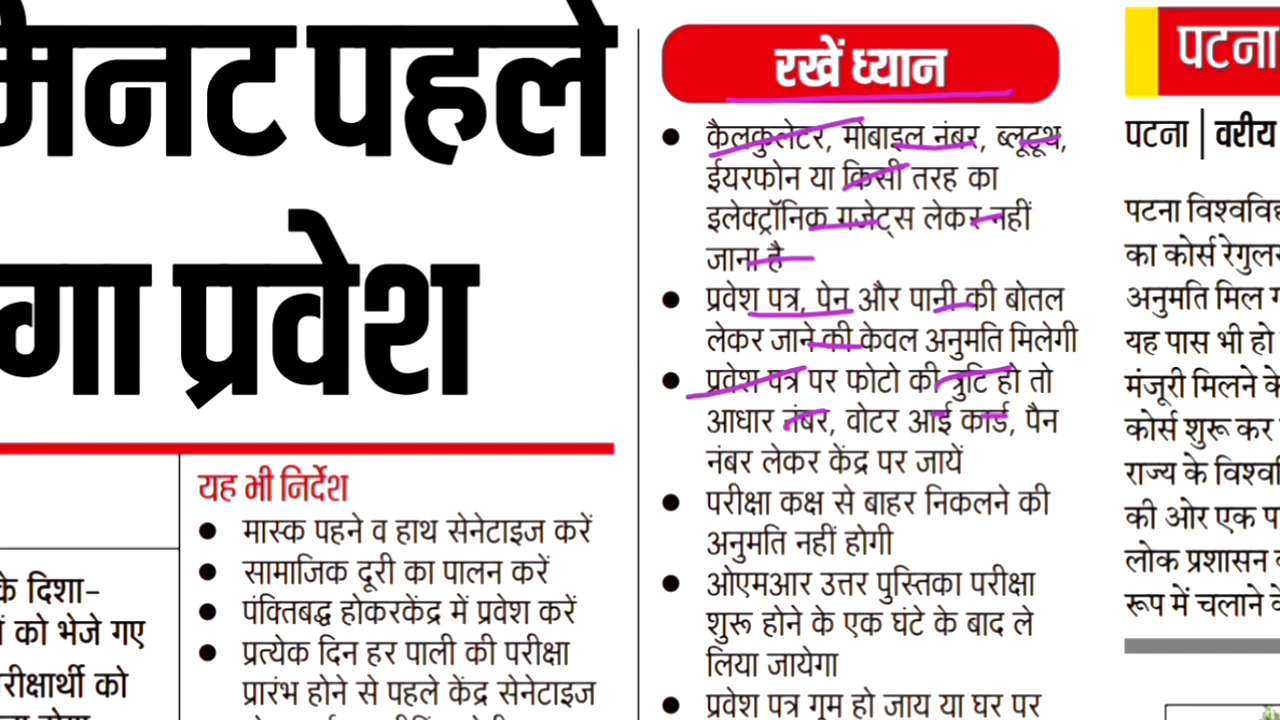 मिनट पहले
गा प्रवेश
यह भी निर्देश
मास्क पहने व हाथ सेनेटाइज करें
सामाजिक दूरी का पालन करें
पंक्तिबद्ध होकरकेंद्र में प्रवेश करें
प्रत्येक दिन हर पाली की परीक्षा
प्रारंभ होने से पहले केंद्र सेनेटाइज
के दिशा-
को भेजे गए
रीक्षार्थी को
रखें ध्यान
कैलकुलेटर, मोबाइल नंबर, ब्लूटूथ,
ईयरफोन या किसी तरह का
इलेक्ट्रॉनिक गजेट्स लेकर नहीं
जाना है
प्रवेश पत्र, पेन और पानी की बोतल
लेकर जाने की केवल अनुमति मिलेगी
प्रवेश पत्र पर फोटो की त्रुटि हो तो
आधार नंबर, वोटर आई कार्ड, पैन
नंबर लेकर केंद्र पर जायें
परीक्षा कक्ष से बाहर निकलने की
अनुमति नहीं होगी
ओएमआर उत्तर पुस्तिका परीक्षा
शुरू होने के एक घंटे के बाद ले
लिया जायेगा
प्रवेश पत्र गुम हो जाय या घर पर
पटना
पटना | वरीय
पटना विश्ववि
का कोर्स रेगुलर
अनुमति मिल
यह पास भी हो
मंजूरी मिलने के
कोर्स शुरू कर
राज्य के विश्ववि
की ओर एक
लोक प्रशासन
रूप में चलाने